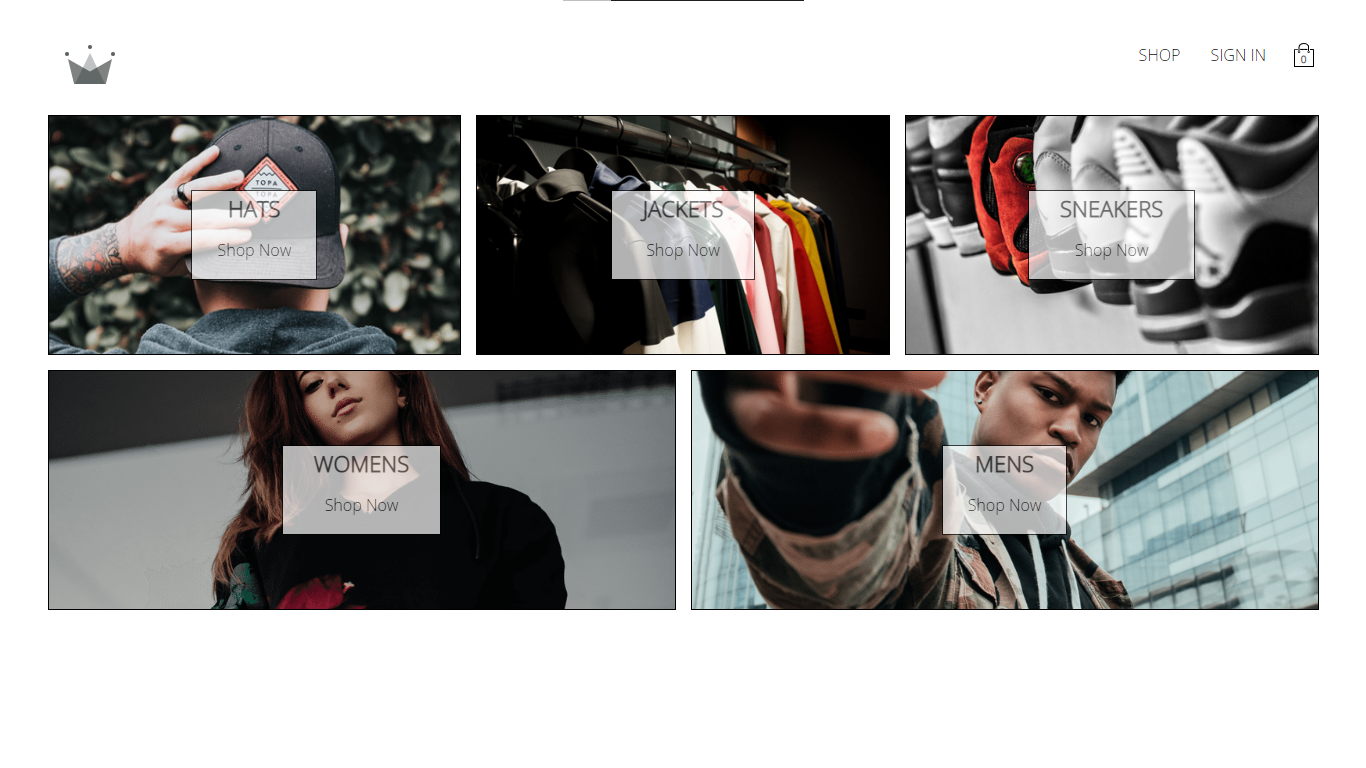 SHOP
SIGN IN
0
TOPA
HATS
Shop Now
JACKETS
Shop Now
SNEAKERS
Shop Now
WOMENS
Shop Now
MENS
Shop Now